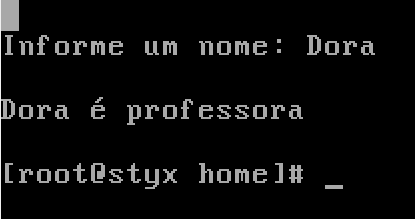 Informe um nome: Dora
Dora é professora
[root@styx home]# _